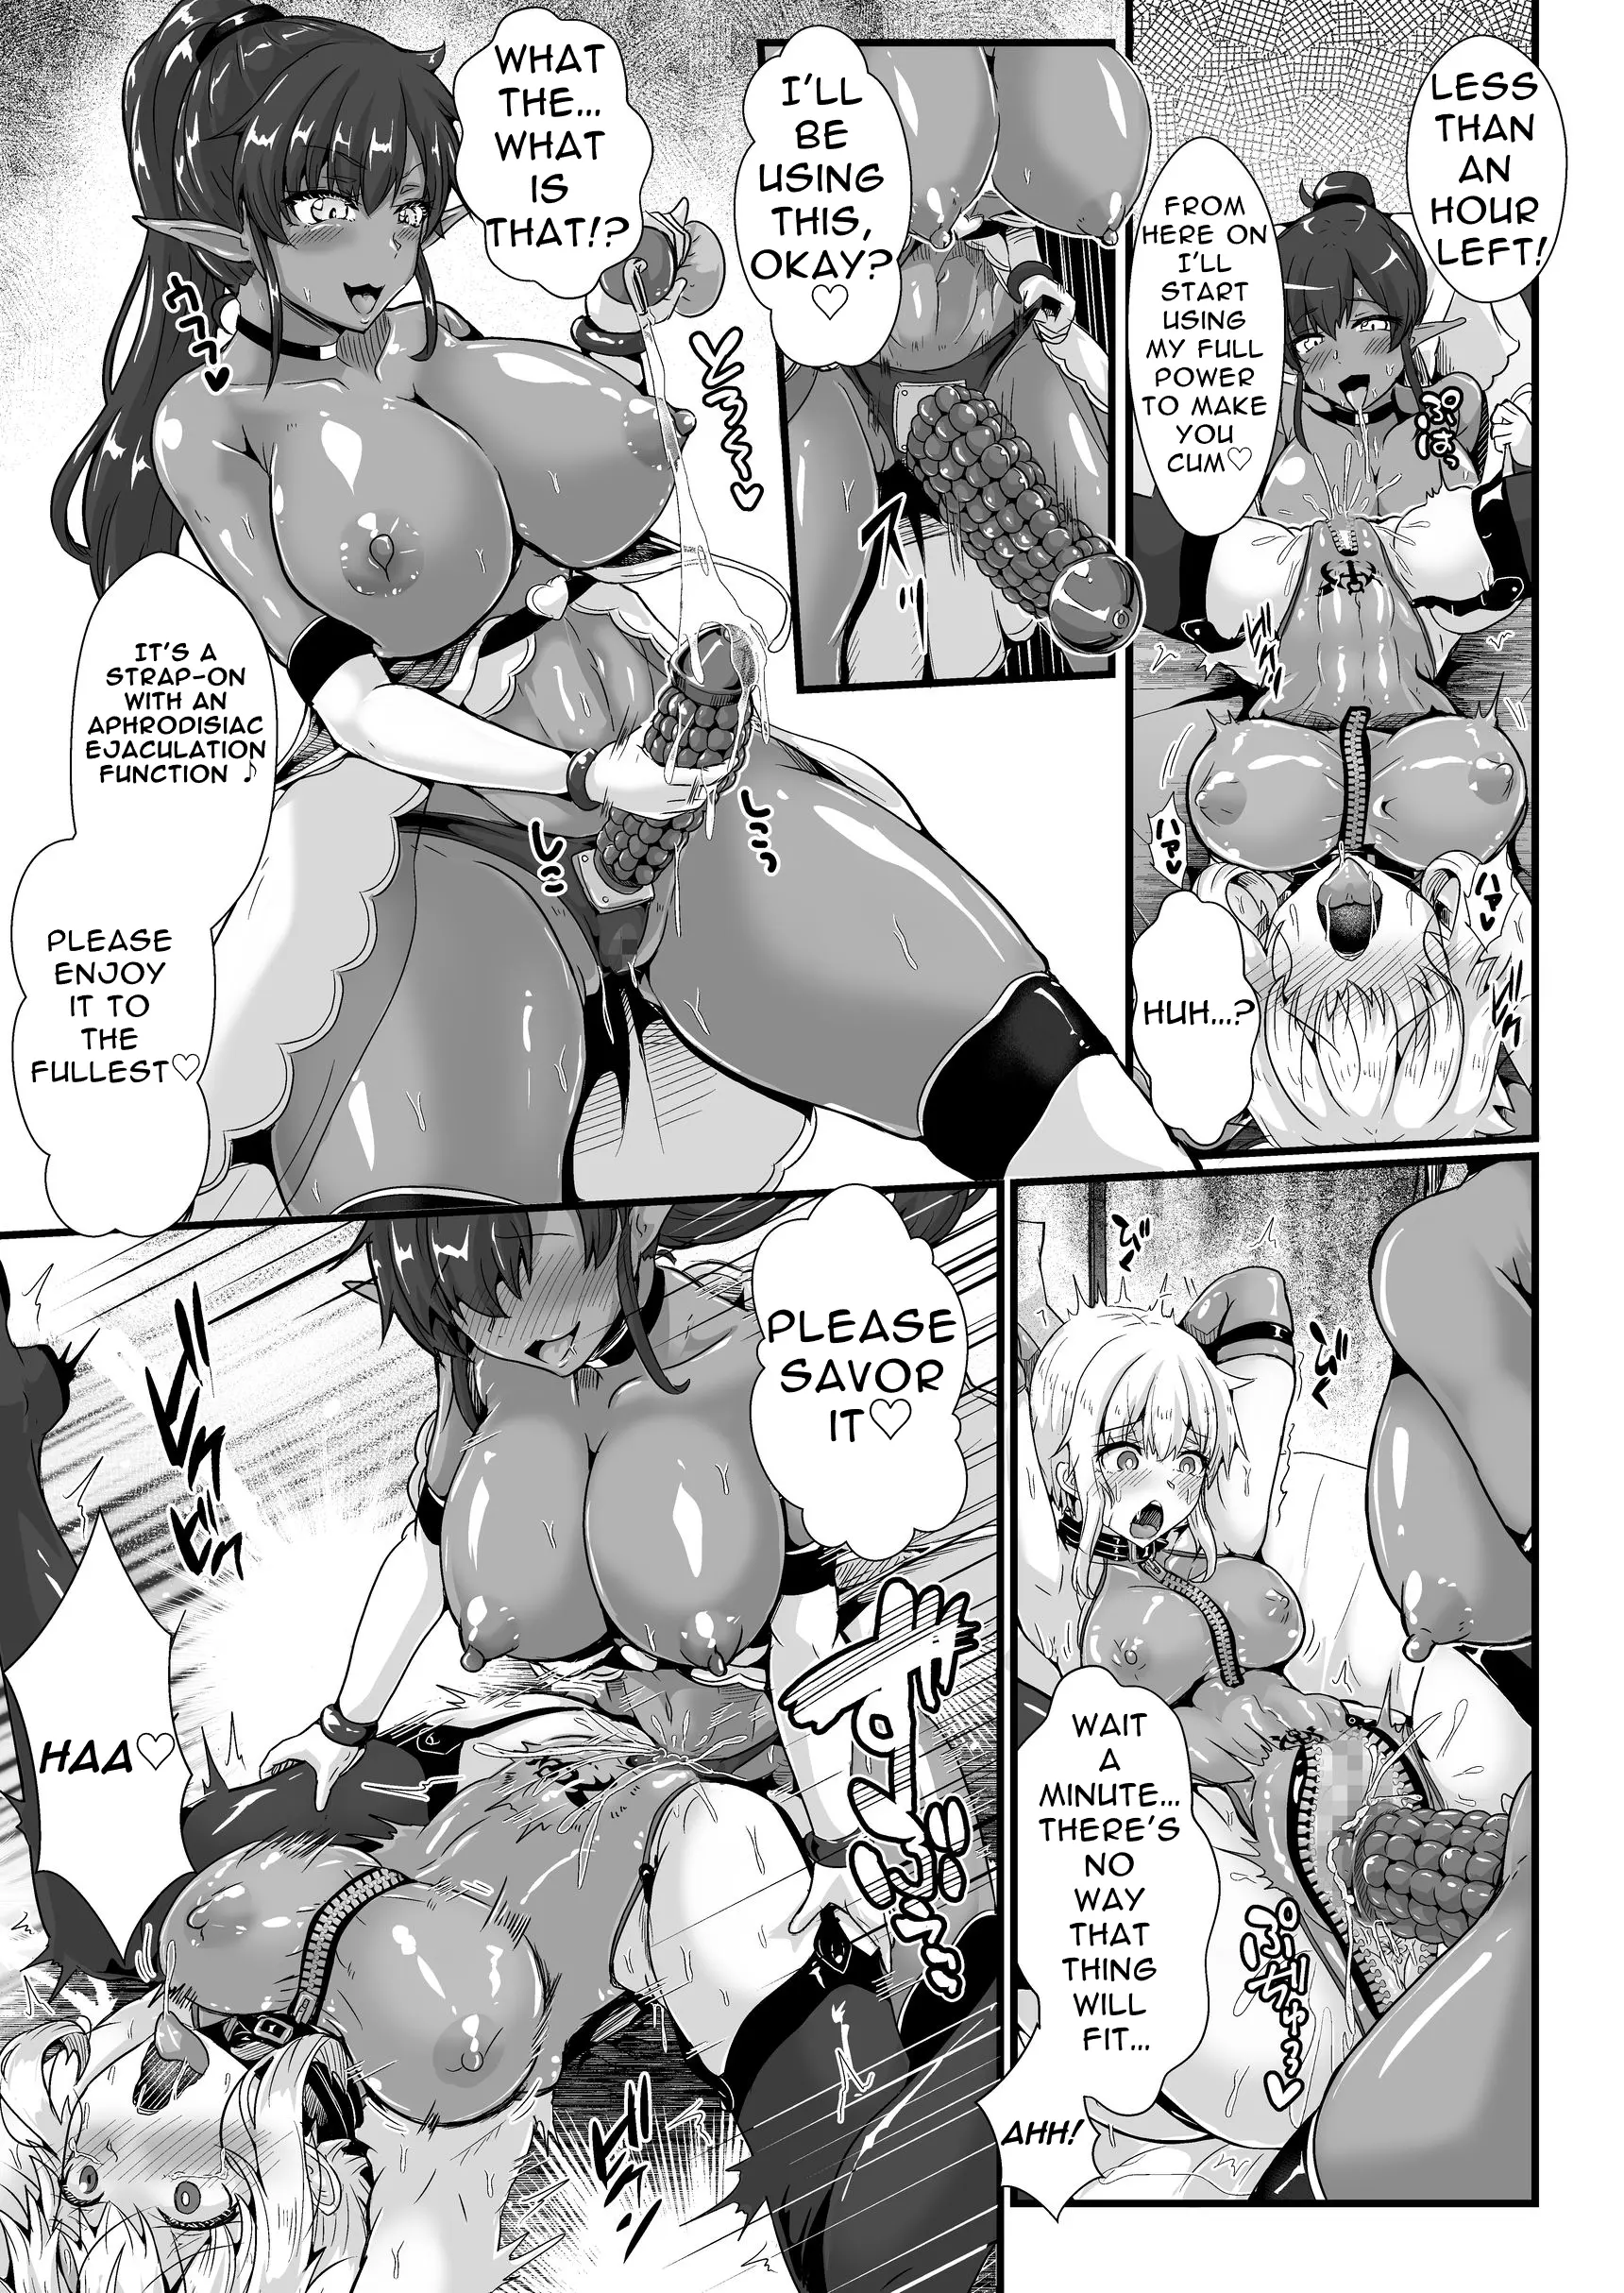 LESS
THAN
AN
HOUR
LEFT!
FROM
HERE ON
I'LL
START
USING
MY FULL
POWER
TO MAKE
YOU
CUM♡
HUH...?
I'LL
BE
USING
THIS,
OKAY?
♡
WHAT
THE...
WHAT
IS
THAT!?
IT'S A
STRAP-ON
WITH AN
APHRODISIAC
EJACULATION
FUNCTION ♪
PLEASE
ENJOY
IT TO
THE
FULLEST♡
WAIT
A
MINUTE...
THERE'S
NO
WAY
THAT
THING
WILL
FIT...
AHH!
PLEASE
SAVOR
IT♡
HAA♡